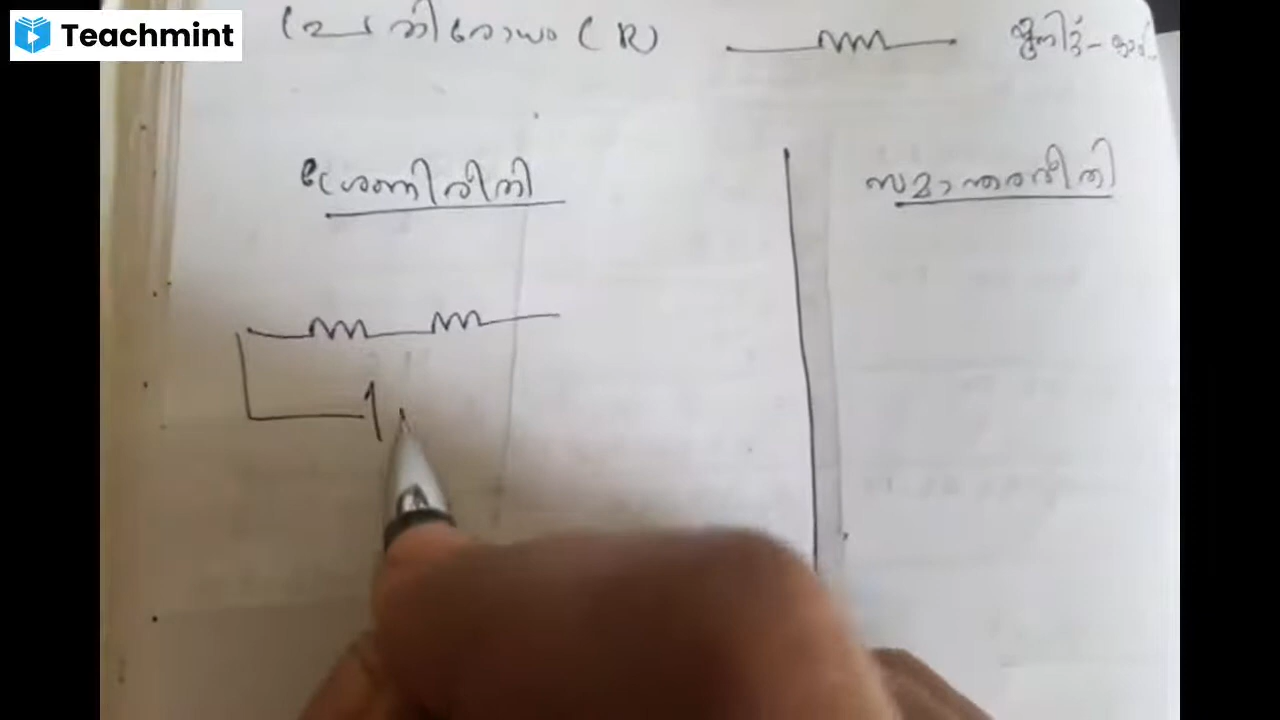 Teachmint
പ്രതിരോധം (R) യൂണിറ്റ് -
ശ്രേണിരീതി
സമാന്തരരീതി